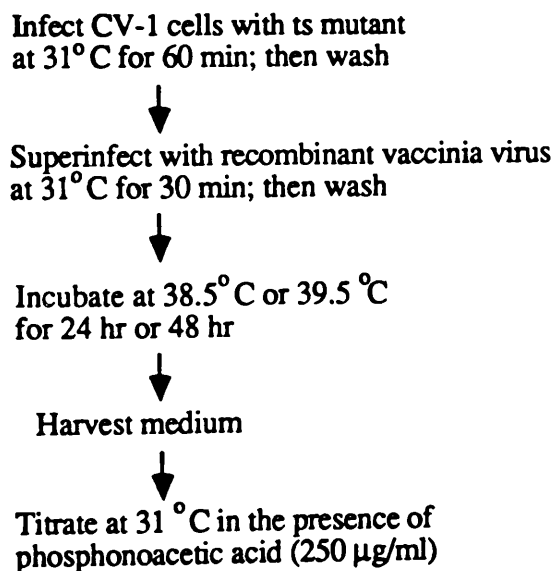 Infect CV-1 cells with ts mutant
at 31° C for 60 min; then wash
Superinfect with recombinant vaccinia virus
at 31° C for 30 min; then wash
Incubate at 38.5° C or 39.5 °C
for 24 hr or 48 hr
Harvest medium
Titrate at 31 °C in the presence of
phosphonoacetic acid (250 µg/ml)